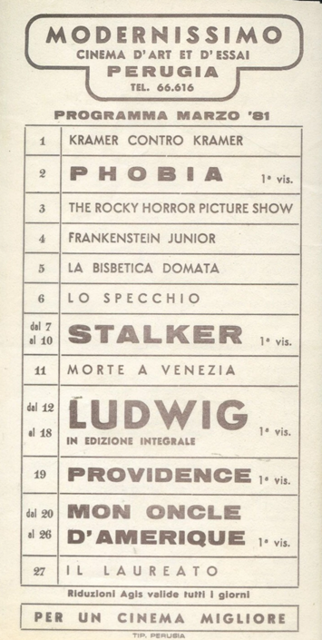 MODERNISSIMO
CINEMA D'ART ET D'ESSAI
PERUGIA
TEL. 66.616
PROGRAMMA MARZO '81
1 KRAMER CONTRO KRAMER
2 PHOBIA 1ª vis.
3 THE ROCKY HORROR PICTURE SHOW
4 FRANKENSTEIN JUNIOR
5 LA BISBETICA DOMATA
6 LO SPECCHIO
dal 7
al 10 STALKER 1ª vis.
11 MORTE A VENEZIA
dal 12
al 18 LUDWIG
IN EDIZIONE INTEGRALE 1ª vis.
19 PROVIDENCE 1ª vis.
dal 20 MON ONCLE
al 26 D'AMERIQUE 1ª vis.
27 IL LAUREATO
Riduzioni Agis valide tutti i giorni
PER UN CINEMA MIGLIORE
TIP. PERUSIA